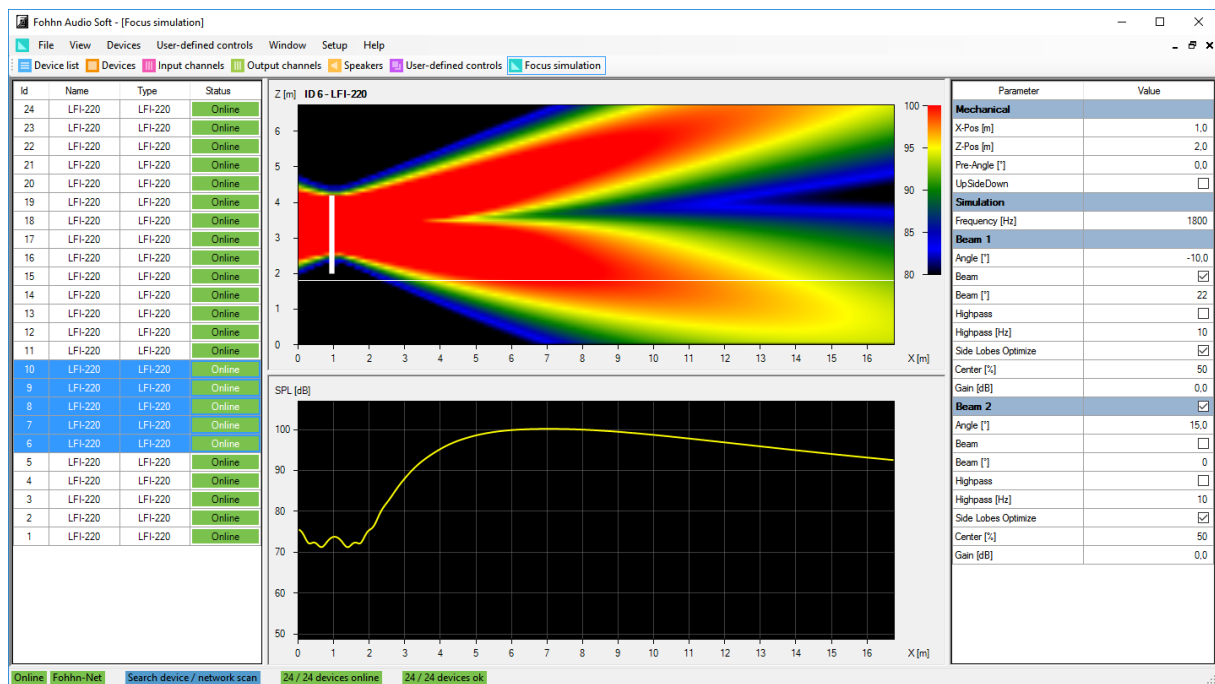 Fohhn Audio Soft - [Focus simulation]
File View Devices User-defined controls Window Setup Help
Device list Devices Input channels Output channels Speakers User-defined controls Focus simulation
Id Name Type Status
24 LFI-220 LFI-220 Online
23 LFI-220 LFI-220 Online
22 LFI-220 LFI-220 Online
21 LFI-220 LFI-220 Online
20 LFI-220 LFI-220 Online
19 LFI-220 LFI-220 Online
18 LFI-220 LFI-220 Online
17 LFI-220 LFI-220 Online
16 LFI-220 LFI-220 Online
15 LFI-220 LFI-220 Online
14 LFI-220 LFI-220 Online
13 LFI-220 LFI-220 Online
12 LFI-220 LFI-220 Online
11 LFI-220 LFI-220 Online
10 LFI-220 LFI-220 Online
9 LFI-220 LFI-220 Online
8 LFI-220 LFI-220 Online
7 LFI-220 LFI-220 Online
6 LFI-220 LFI-220 Online
5 LFI-220 LFI-220 Online
4 LFI-220 LFI-220 Online
3 LFI-220 LFI-220 Online
2 LFI-220 LFI-220 Online
1 LFI-220 LFI-220 Online
Z [m] ID 6 - LFI-220
6
5
4
3
2
1
0
0 1 2 3 4 5 6 7 8 9 10 11 12 13 14 15 16 X [m]
100
95
90
85
80
SPL [dB]
100
90
80
70
60
50
0 1 2 3 4 5 6 7 8 9 10 11 12 13 14 15 16 X [m]
Parameter Value
Mechanical
X-Pos [m] 1,0
Z-Pos [m] 2,0
Pre-Angle [°] 0,0
UpSideDown
Simulation
Frequency [Hz] 1800
Beam 1
Angle [°] -10,0
Beam
Beam [°] 22
Highpass
Highpass [Hz] 10
Side Lobes Optimize
Center [%] 50
Gain [dB] 0,0
Beam 2
Angle [°] 15,0
Beam
Beam [°] 0
Highpass
Highpass [Hz] 10
Side Lobes Optimize
Center [%] 50
Gain [dB] 0,0
Online Fohhn-Net Search device / network scan 24 / 24 devices online 24 / 24 devices ok